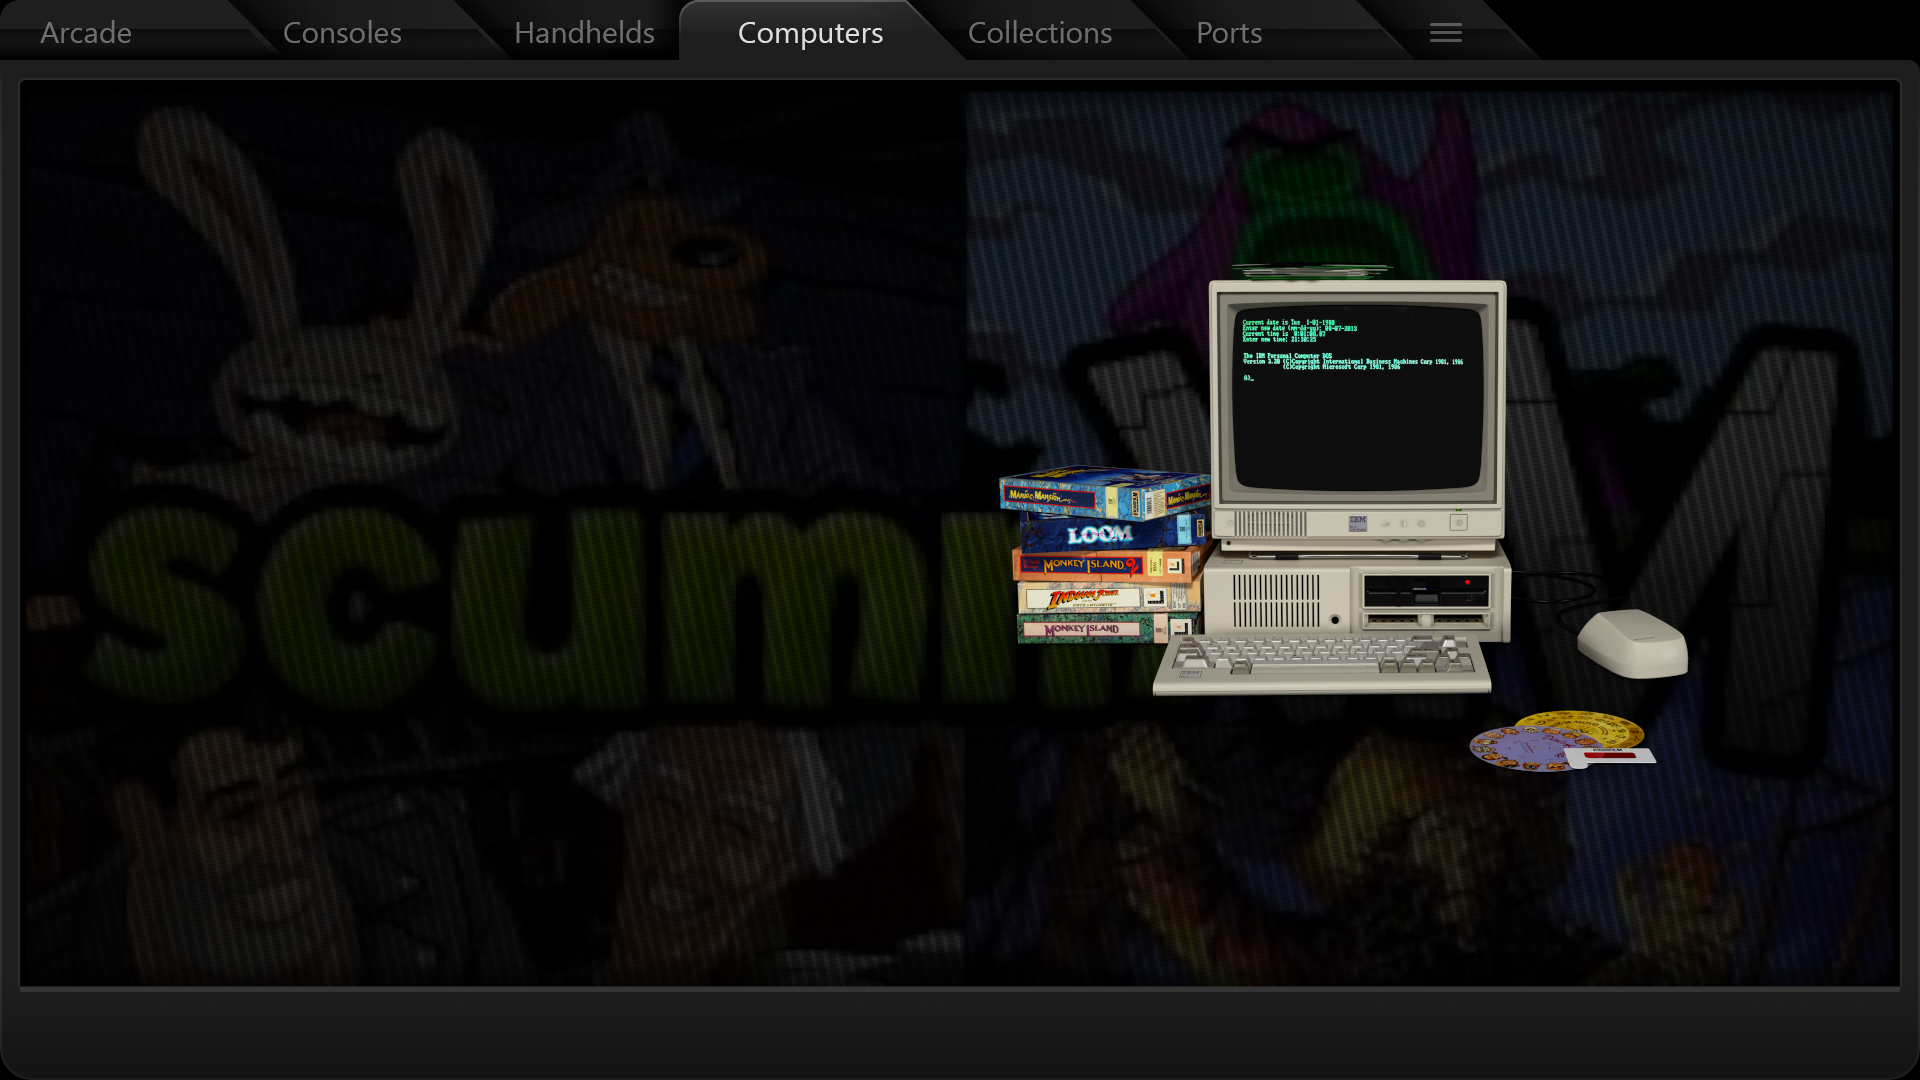 Arcade
Consoles
Handhelds
Computers
Collections
Ports
Current date is Tue 1-01-1980
Enter new date (mm-dd-yy): 08-07-2013
Current time is 0:01:08.07
Enter new time: 21:10:25
The IBM Personal Computer DOS
Version 3.20 (C)Copyright International Business Machines Corp 1981, 1986
(C)Copyright Microsoft Corp 1981, 1986
A>_
MANIAC MANSION
LOOM
MONKEY ISLAND 2
INDIANA JONES
MONKEY ISLAND
IBM
SCUMMVM